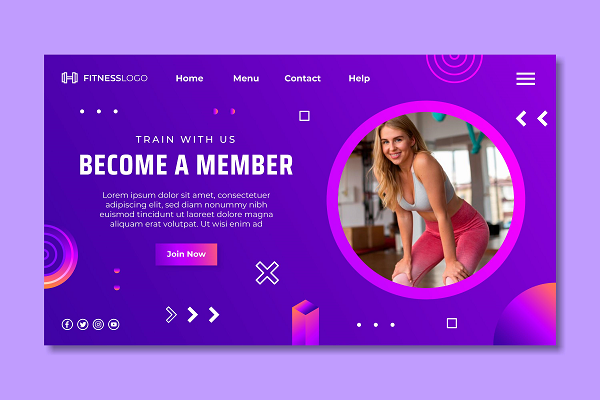 FITNESSLOGO
Home Menu Contact Help
TRAIN WITH US
BECOME A MEMBER
Lorem ipsum dolor sit amet, consectetuer
adipiscing elit, sed diam nonummy nibh
euismod tincidunt ut laoreet dolore magna
aliquam erat volutpat. Ut wisi enim ad
Join Now